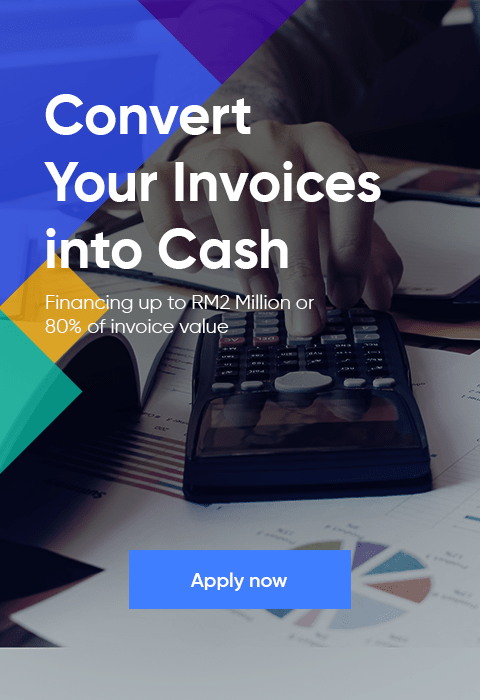 Convert
Your Invoices
into Cash
Financing up to RM2 Million or
80% of invoice value
Apply now